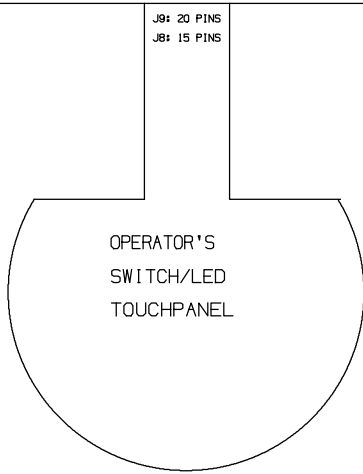 J9: 20 PINS
J8: 15 PINS
OPERATOR'S
SWITCH/LED
TOUCHPANEL